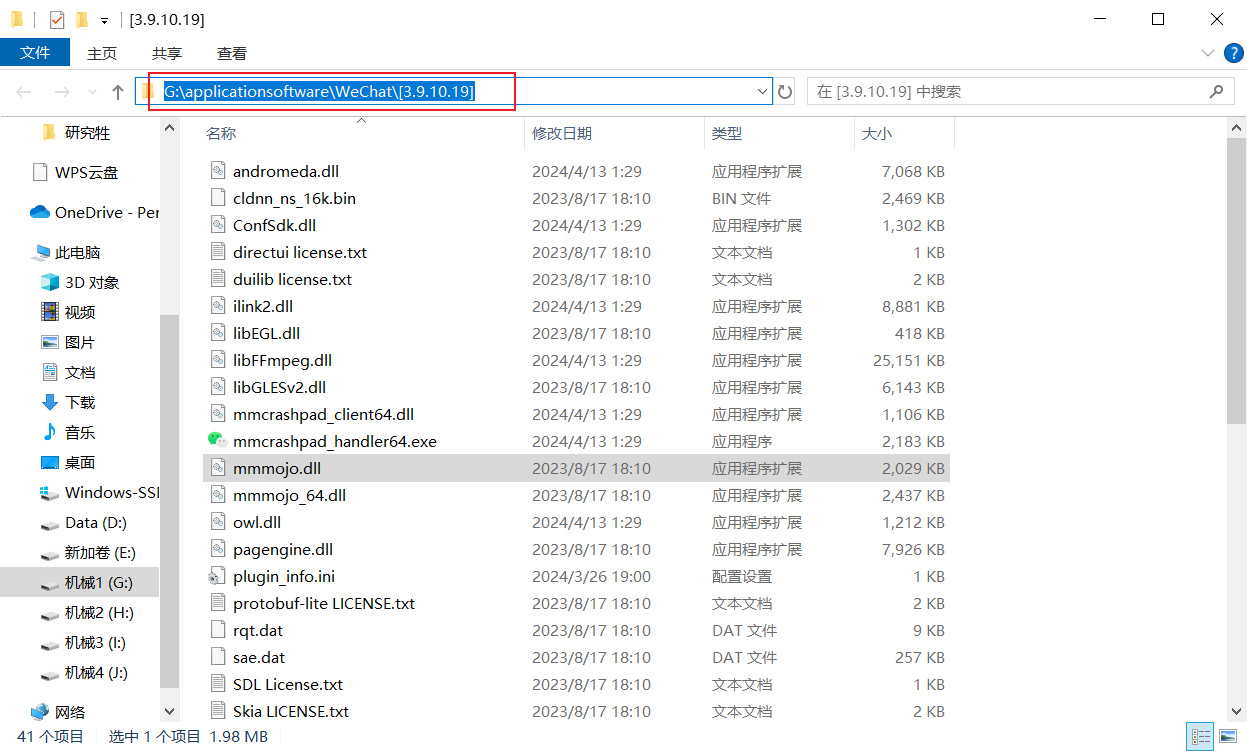 [3.9.10.19]
文件 主页 共享 查看
G:\applicationsoftware\WeChat\[3.9.10.19] 在 [3.9.10.19] 中搜索
研究性
WPS云盘
OneDrive - Per
此电脑
3D 对象
视频
图片
文档
下载
音乐
桌面
Windows-SSI
Data (D:)
新加卷 (E:)
机械1 (G:)
机械2 (H:)
机械3 (I:)
机械4 (J:)
网络
名称 修改日期 类型 大小
andromeda.dll 2024/4/13 1:29 应用程序扩展 7,068 KB
cldnn_ns_16k.bin 2023/8/17 18:10 BIN 文件 2,469 KB
ConfSdk.dll 2024/4/13 1:29 应用程序扩展 1,302 KB
directui license.txt 2023/8/17 18:10 文本文档 1 KB
duilib license.txt 2023/8/17 18:10 文本文档 2 KB
ilink2.dll 2024/4/13 1:29 应用程序扩展 8,881 KB
libEGL.dll 2023/8/17 18:10 应用程序扩展 418 KB
libFFmpeg.dll 2024/4/13 1:29 应用程序扩展 25,151 KB
libGLESv2.dll 2023/8/17 18:10 应用程序扩展 6,143 KB
mmcrashpad_client64.dll 2024/4/13 1:29 应用程序扩展 1,106 KB
mmcrashpad_handler64.exe 2024/4/13 1:29 应用程序 2,183 KB
mmmojo.dll 2023/8/17 18:10 应用程序扩展 2,029 KB
mmmojo_64.dll 2023/8/17 18:10 应用程序扩展 2,437 KB
owl.dll 2024/4/13 1:29 应用程序扩展 1,212 KB
pagengine.dll 2023/8/17 18:10 应用程序扩展 7,926 KB
plugin_info.ini 2024/3/26 19:00 配置设置 1 KB
protobuf-lite LICENSE.txt 2023/8/17 18:10 文本文档 2 KB
rqt.dat 2023/8/17 18:10 DAT 文件 9 KB
sae.dat 2023/8/17 18:10 DAT 文件 257 KB
SDL License.txt 2023/8/17 18:10 文本文档 1 KB
Skia LICENSE.txt 2023/8/17 18:10 文本文档 2 KB
41 个项目 选中 1 个项目 1.98 MB